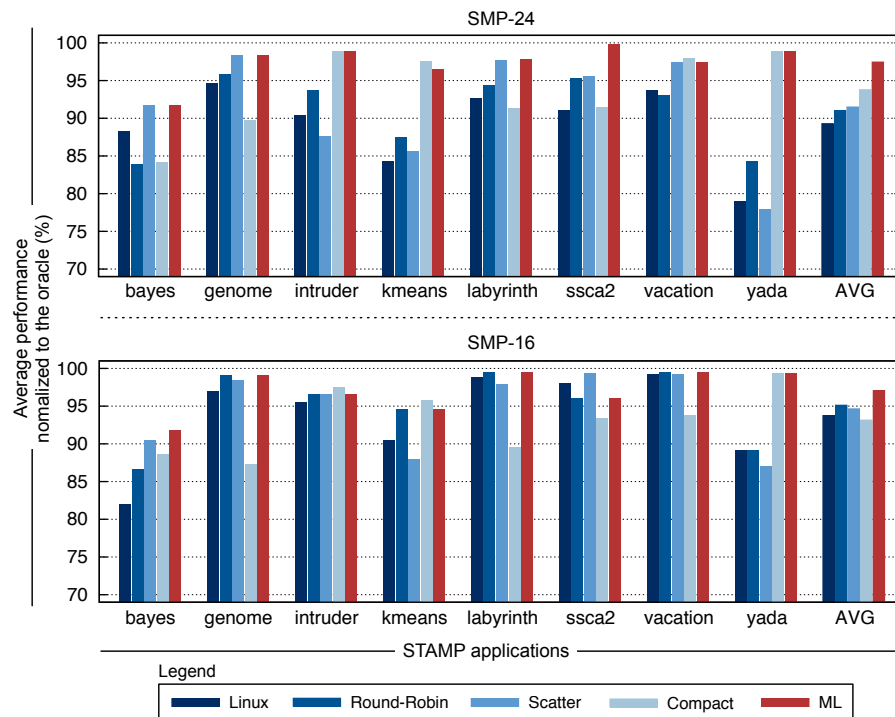 SMP-24
100
95
90
85
80
75
70
bayes genome intruder kmeans labyrinth ssca2 vacation yada AVG
Average performance
nomalized to the oracle (%)
SMP-16
100
95
90
85
80
75
70
bayes genome intruder kmeans labyrinth ssca2 vacation yada AVG
STAMP applications
Legend
Linux Round-Robin Scatter Compact ML